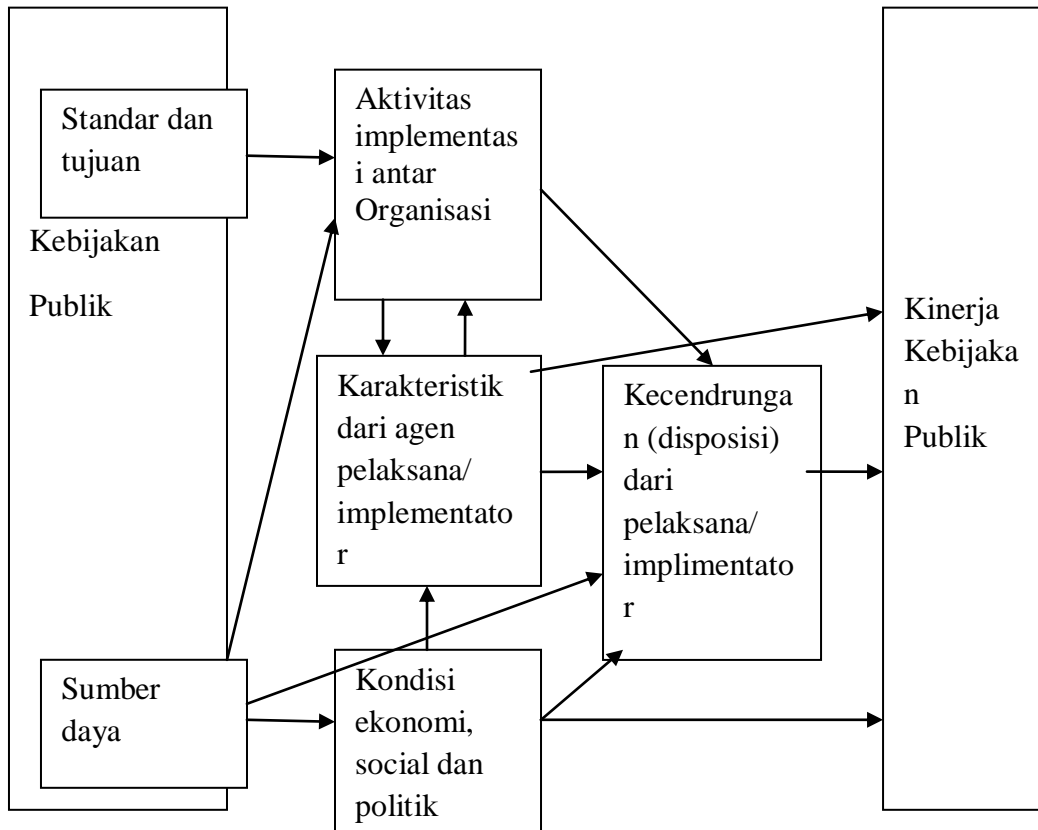 Standar dan
tujuan
Kebijakan
Publik
Sumber
daya
Aktivitas
implementas
i antar
Organisasi
Karakteristik
dari agen
pelaksana/
implementato
r
Kondisi
ekonomi,
social dan
politik
Kecendrunga
n (disposisi)
dari
pelaksana/
implimentato
r
Kinerja
Kebijaka
n
Publik